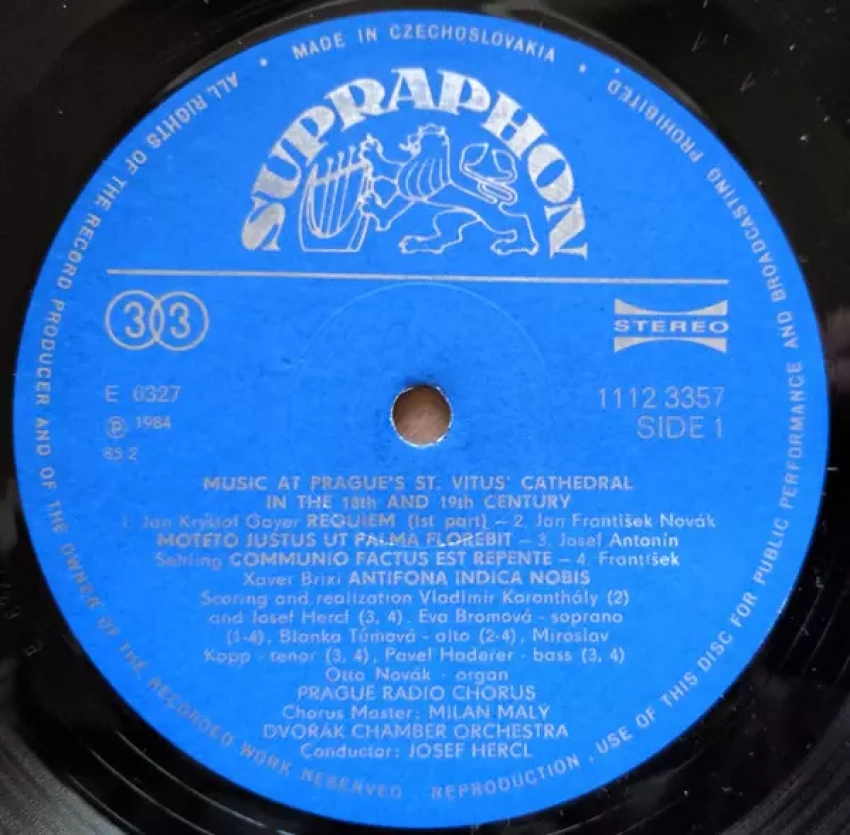 ALL RIGHTS OF THE RECORD PRODUCER AND OF THE OWNER OF THE RECORDED WORK RESERVED . REPRODUCTION , USE OF THIS DISC FOR PUBLIC PERFORMANCE AND BROADCASTING PROHIBITED
• MADE IN CZECHOSLOVAKIA •
SUPRAPHON
33
STEREO
E 0327
1112 3357
℗ 1984
SIDE 1
85 2
MUSIC AT PRAGUE'S ST. VITUS' CATHEDRAL
IN THE 18th AND 19th CENTURY
1. Jan Kryštof Gayer REQUIEM (Ist part) – 2. Jan František Novák
MOTETO JUSTUS UT PALMA FLOREBIT – 3. Josef Antonín
Sehling COMMUNIO FACTUS EST REPENTE – 4. František
Xaver Brixi ANTIFONA INDICA NOBIS
Scoring and realization Vladimír Karanthály (2)
and Josef Hercl (3, 4). Eva Bromová - soprano
(1-4), Blanka Tůmová - alto (2-4), Miroslav
Kopp - tenor (3, 4), Pavel Haderer - bass (3, 4)
Otto Novák - organ
PRAGUE RADIO CHORUS
Chorus Master: MILAN MALÝ
DVOŘÁK CHAMBER ORCHESTRA
Conductor: JOSEF HERCL